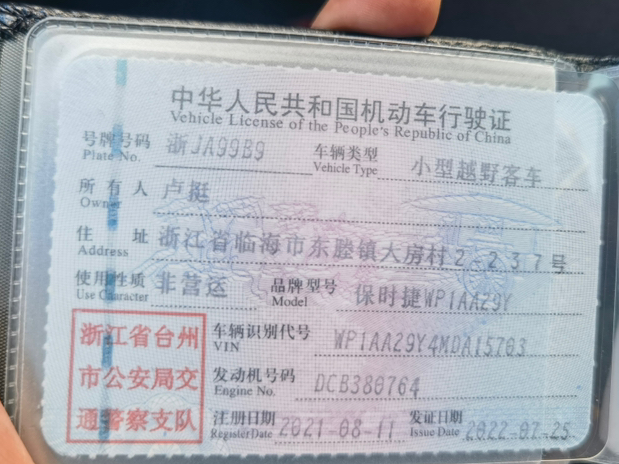 中华人民共和国机动车行驶证
Vehicle License of the People's Republic of China
号牌号码 浙JA99B9 车辆类型 小型越野客车
Plate No. Vehicle Type
所有人 卢挺
Owner
住址 浙江省临海市东塍镇大房村2-237号
Address
使用性质 非营运 品牌型号 保时捷WP1AA29Y
Use Character Model
浙江省台州 车辆识别代号 WP1AA29Y4MDA15703
VIN
市公安局交 发动机号码 DCB380764
Engine No.
通警察支队 注册日期 2021-08-11 发证日期 2022-07-25
Register Date Issue Date